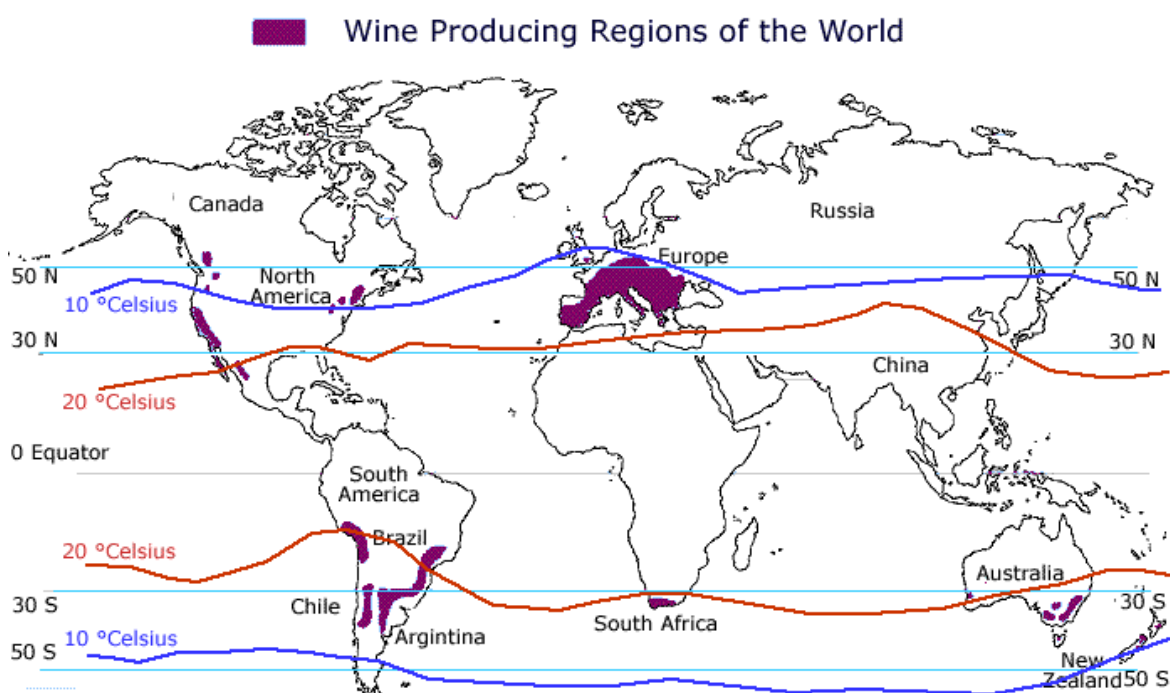 Wine Producing Regions of the World
Canada
Russia
Europe
50 N
North
America
50 N
10 °Celsius
30 N
30 N
China
20 °Celsius
0 Equator
South
America
Brazil
20 °Celsius
Australia
30 S
Chile
30 S
South Africa
10 °Celsius
Argintina
50 S
New
Zealand
50 S